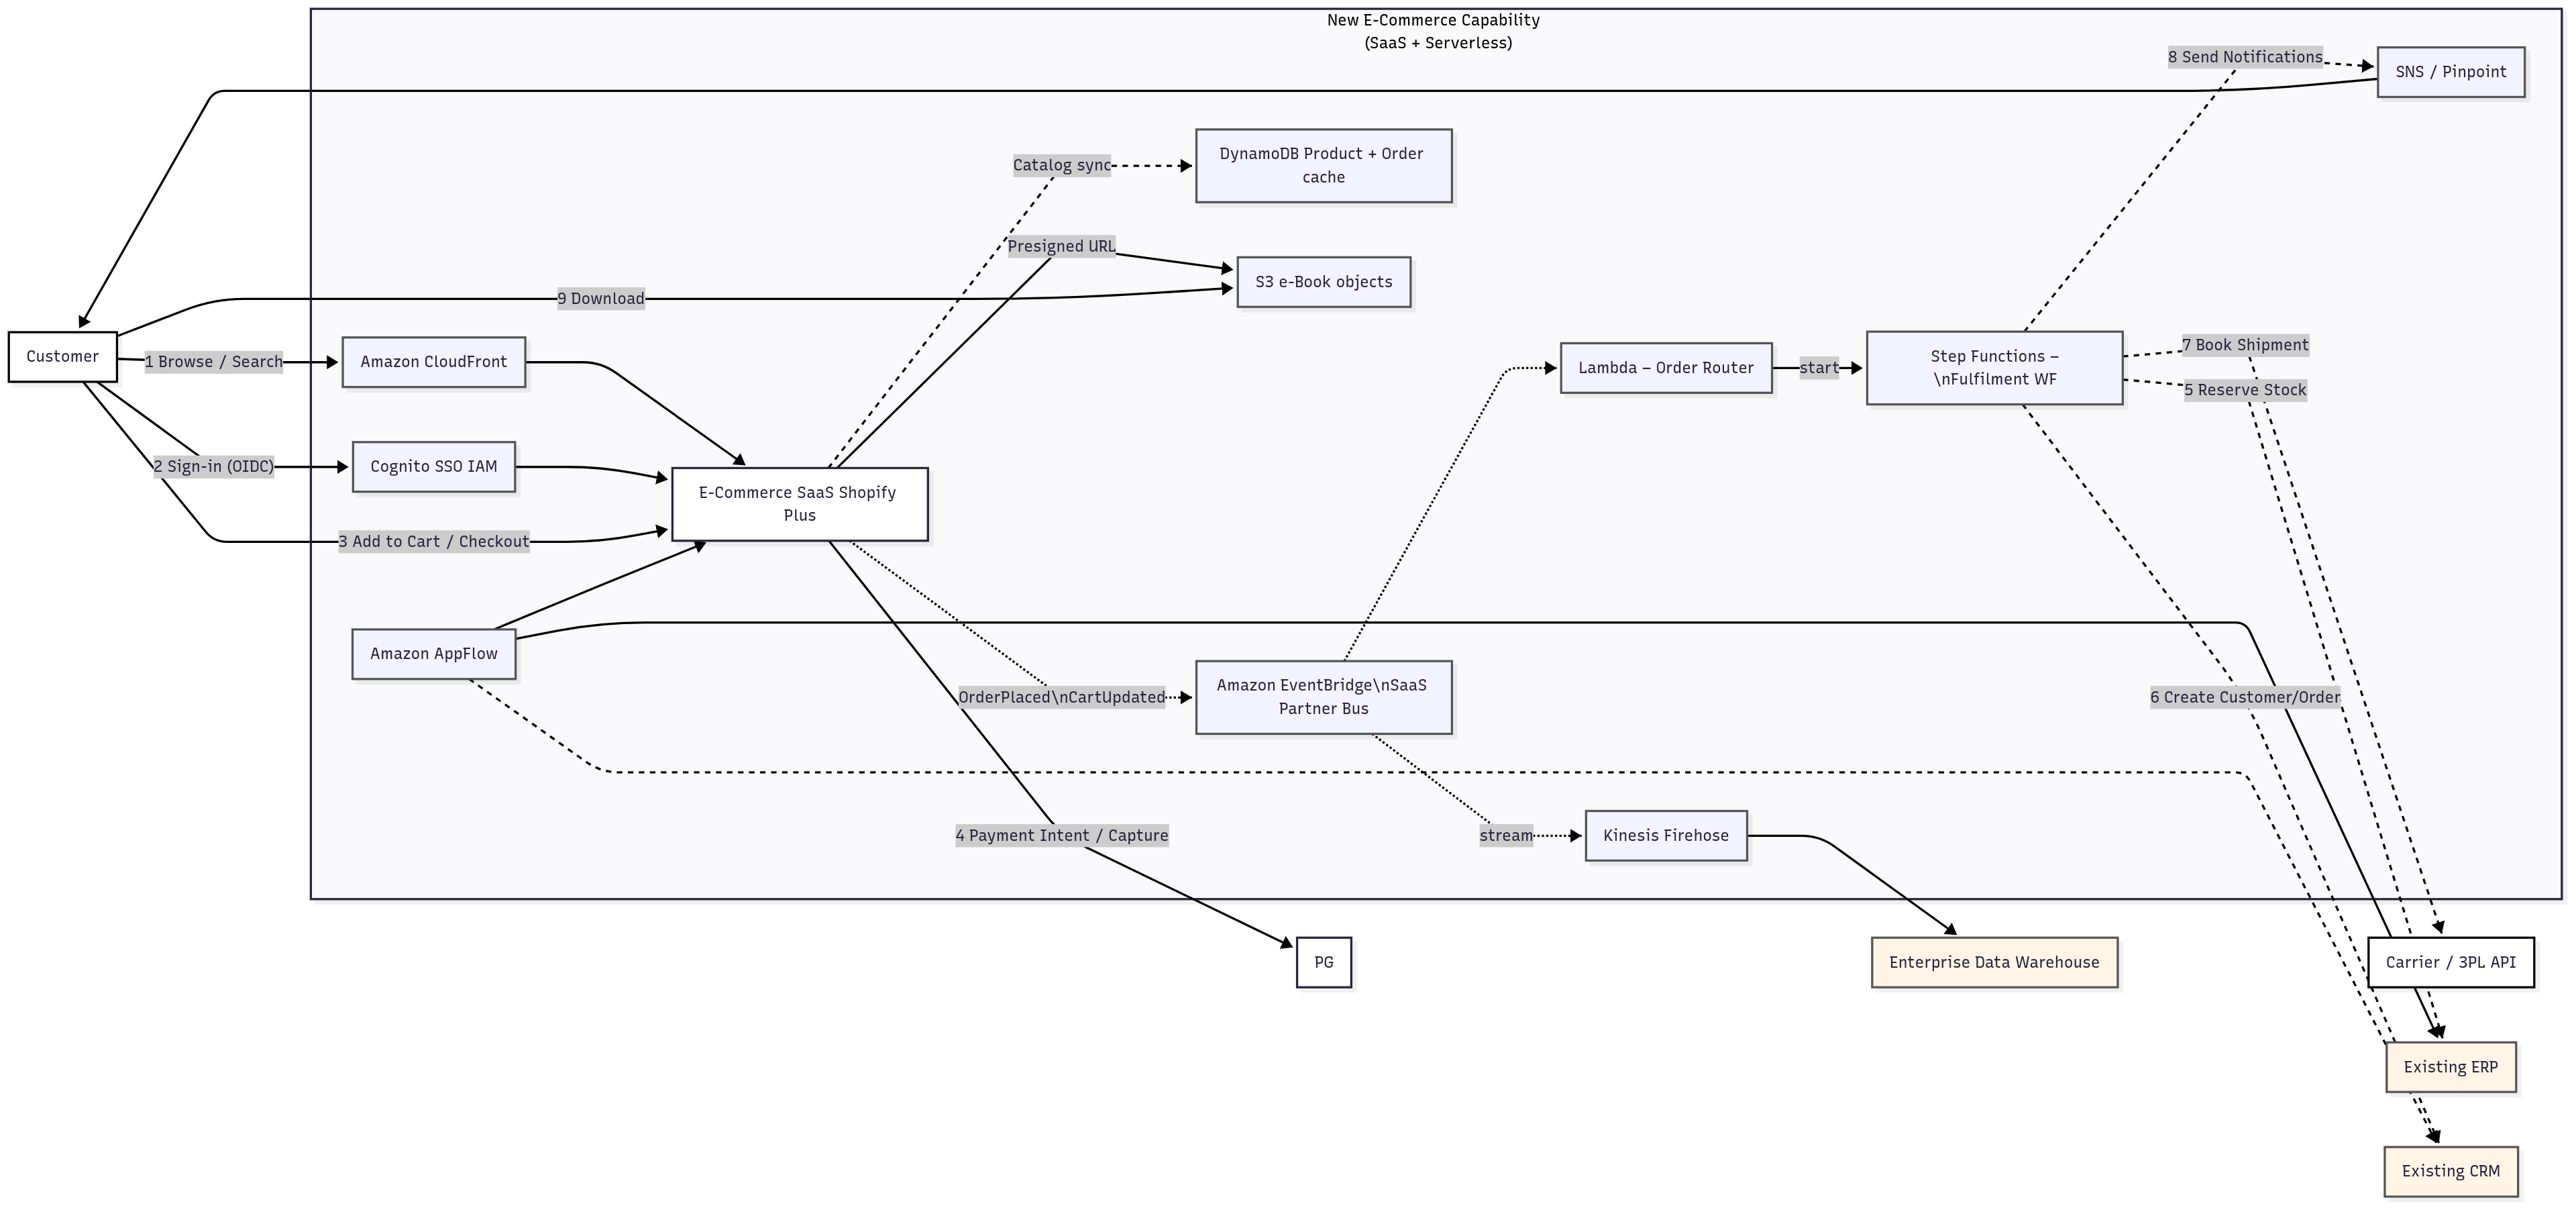 New E-Commerce Capability
(SaaS + Serverless)
8 Send Notifications
SNS / Pinpoint
Catalog sync
DynamoDB Product + Order
cache
Presigned URL
S3 e-Book objects
9 Download
Customer
1 Browse / Search
Amazon CloudFront
Lambda – Order Router
start
Step Functions –
\nFulfilment WF
7 Book Shipment
5 Reserve Stock
2 Sign-in (OIDC)
Cognito SSO IAM
E-Commerce SaaS Shopify
Plus
3 Add to Cart / Checkout
Amazon AppFlow
OrderPlaced\nCartUpdated
Amazon EventBridge\nSaaS
Partner Bus
6 Create Customer/Order
4 Payment Intent / Capture
stream
Kinesis Firehose
PG
Enterprise Data Warehouse
Carrier / 3PL API
Existing ERP
Existing CRM